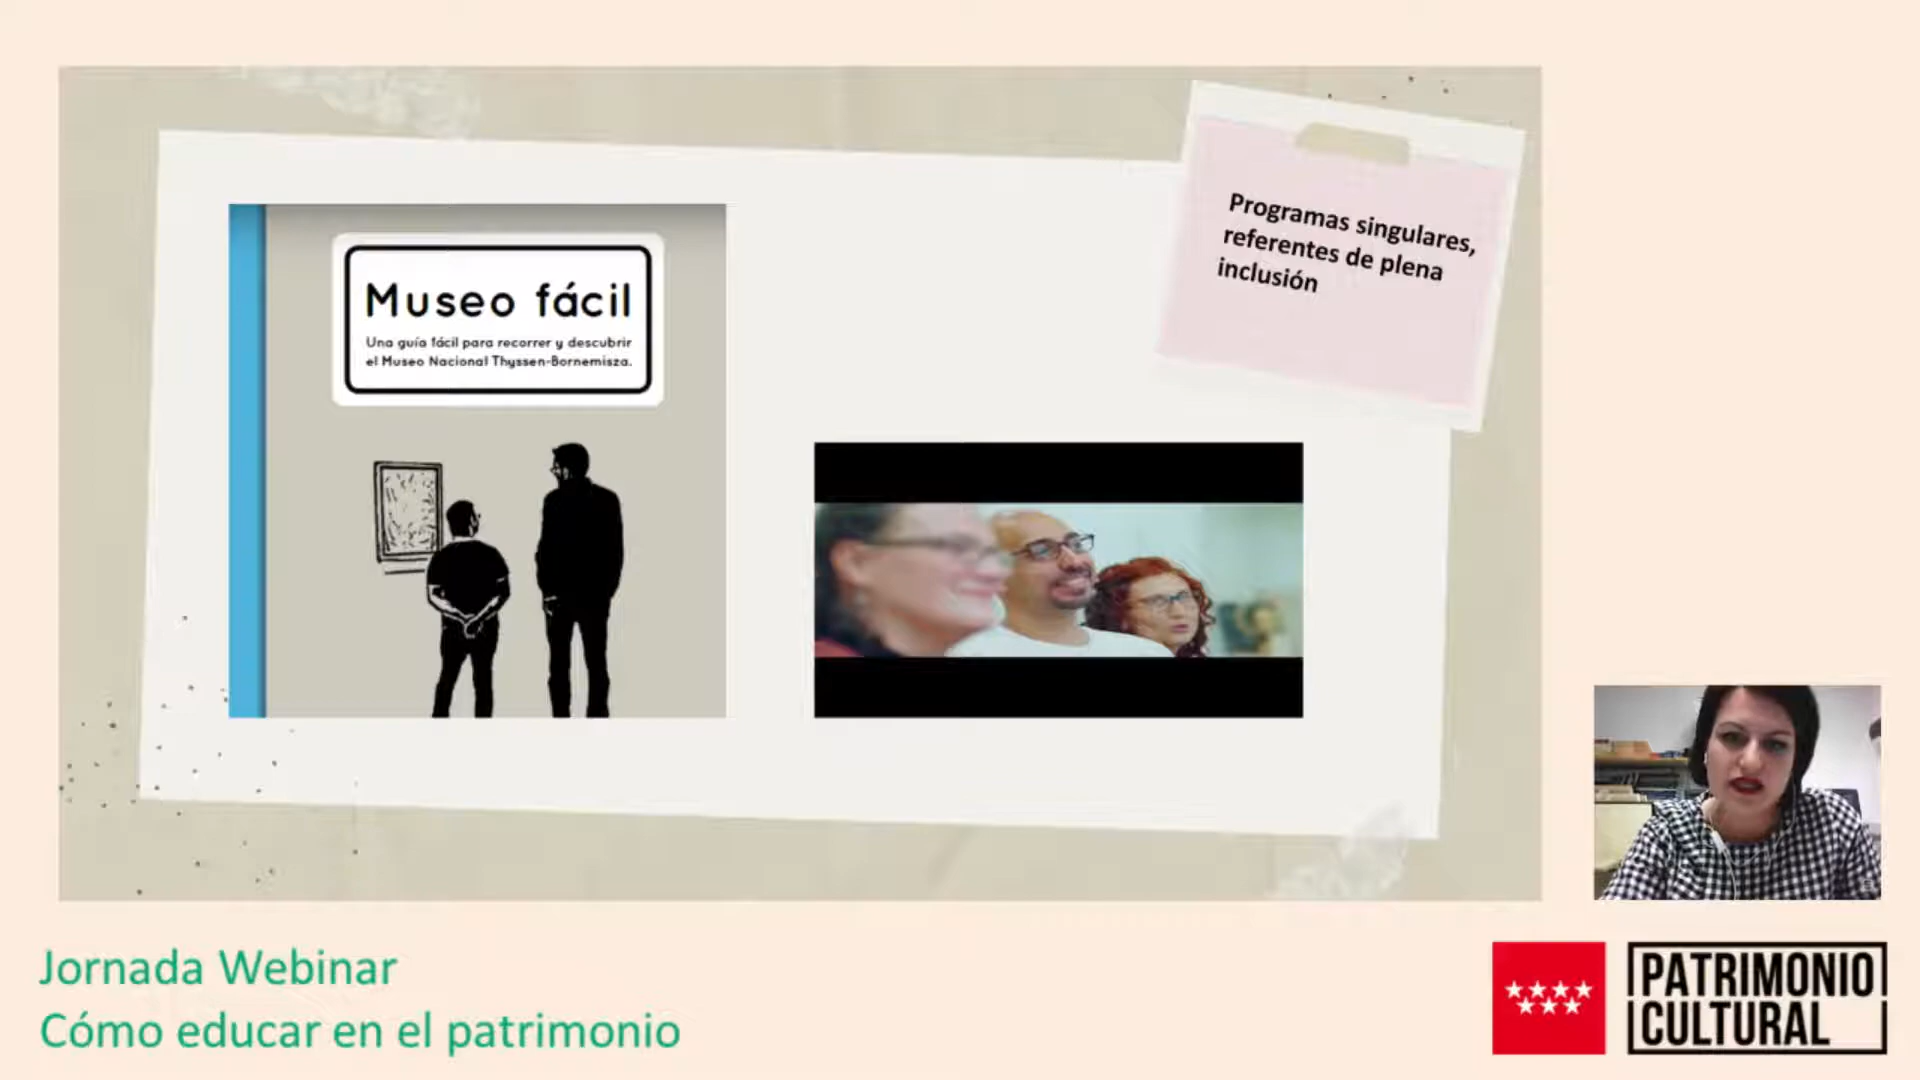 Programas singulares,
referentes de plena
inclusión
Museo fácil
Una guía fácil para recorrer y descubrir
el Museo Nacional Thyssen-Bornemisza.
Jornada Webinar
Cómo educar en el patrimonio
PATRIMONIO
CULTURAL